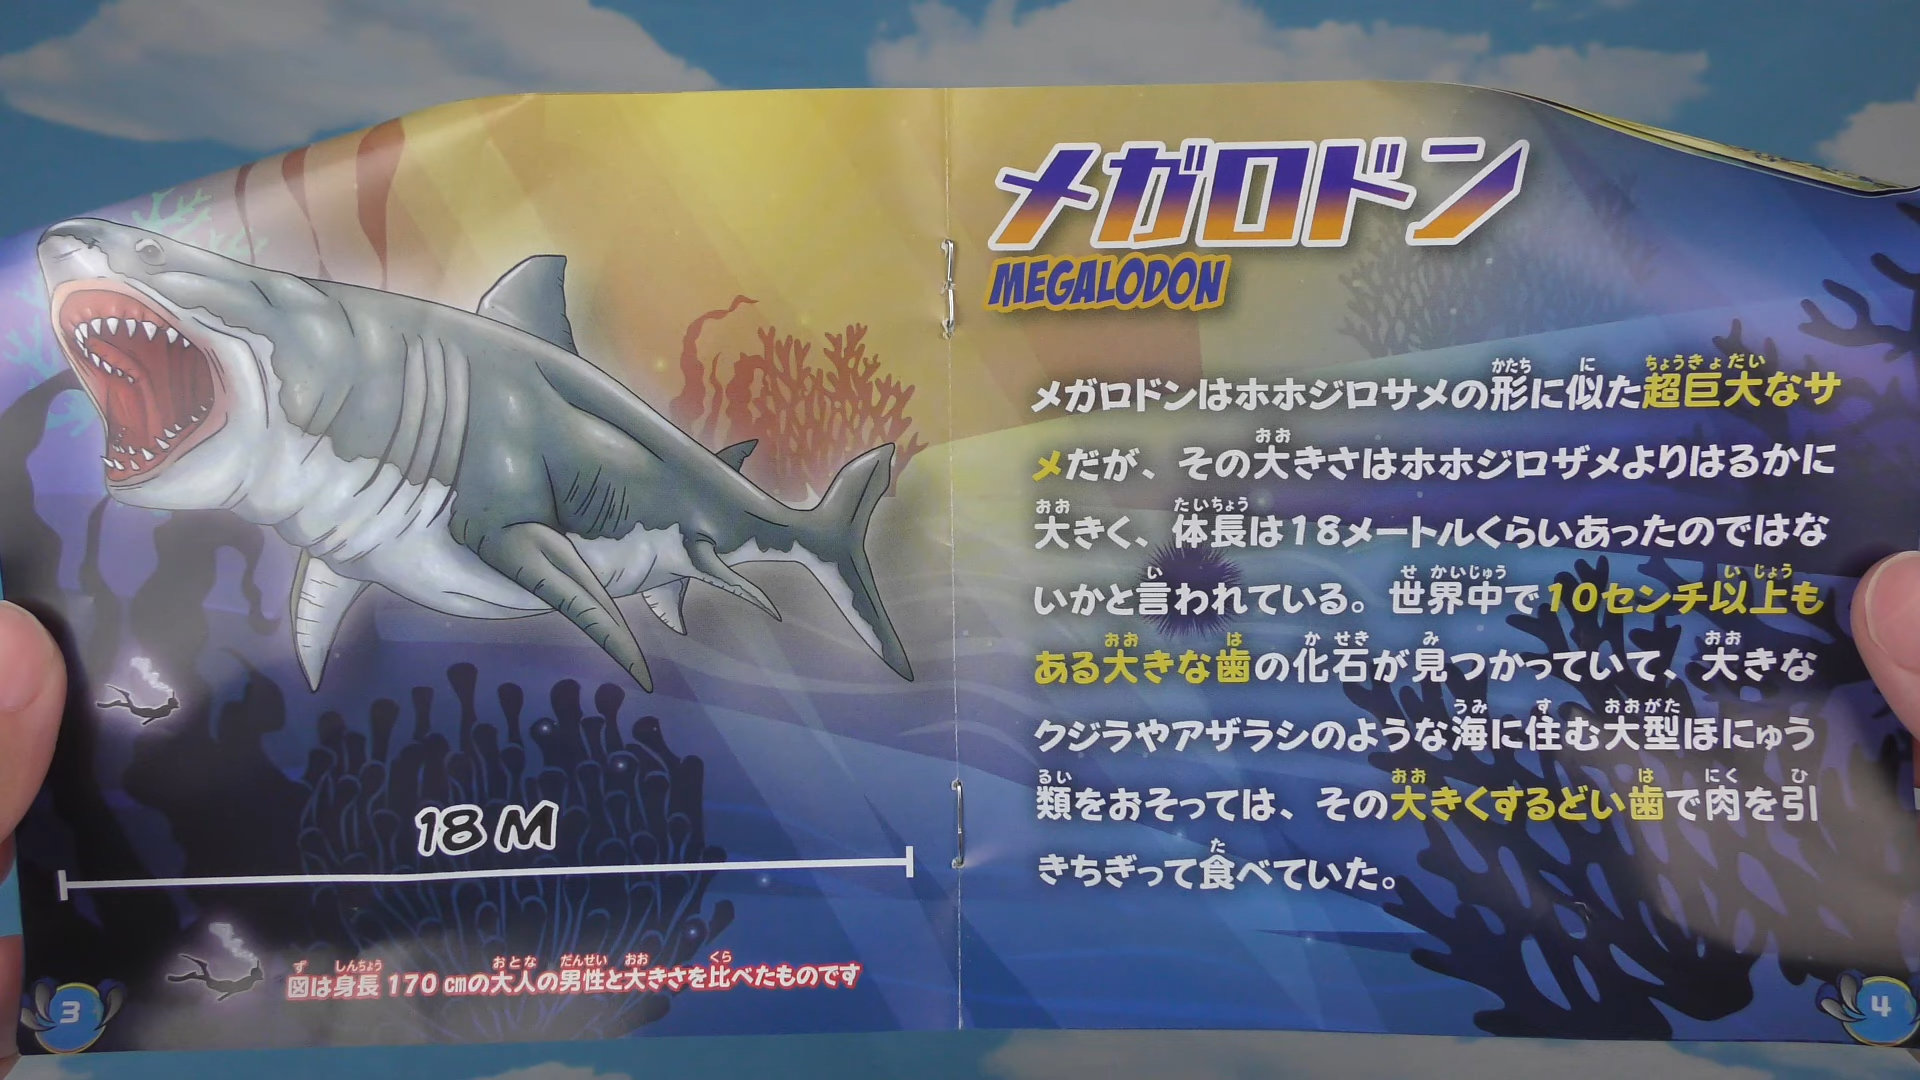 18M
図は身長170㎝の大人の男性と大きさを比べたものです
3
メガロドン
MEGALODON
メガロドンはホホジロサメの形に似た超巨大なサ
メだが、その大きさはホホジロザメよりはるかに
大きく、体長は18メートルくらいあったのではな
いかと言われている。世界中で10センチ以上も
ある大きな歯の化石が見つかっていて、大きな
クジラやアザラシのような海に住む大型ほにゅう
類をおそっては、その大きくするどい歯で肉を引
きちぎって食べていた。
4